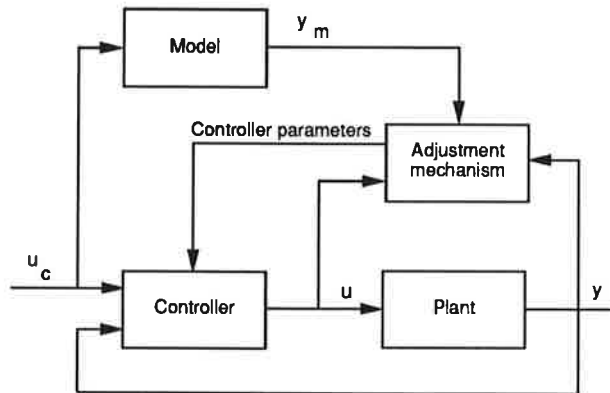 y
m
Model
Controller parameters
Adjustment
mechanism
u
c
Controller
u
Plant
y